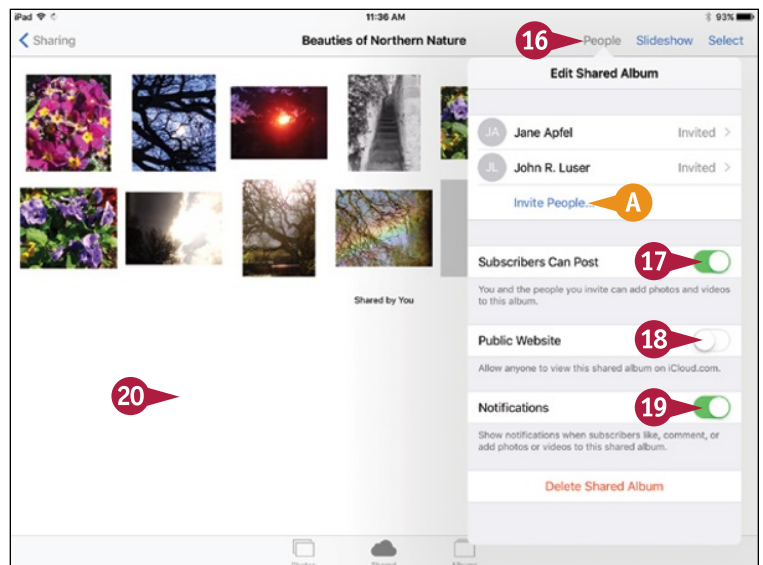 iPad 11:36 AM 93%
Sharing Beauties of Northern Nature 16 People Slideshow Select
Edit Shared Album
JA Jane Apfel Invited
JL John R. Luser Invited
Invite People... A
Subscribers Can Post 17
You and the people you invite can add photos and videos
to this album.
Shared by You
Public Website 18
Allow anyone to view this shared album on iCloud.com.
20
Notifications 19
Show notifications when subscribers like, comment, or
add photos or videos to this shared album.
Delete Shared Album